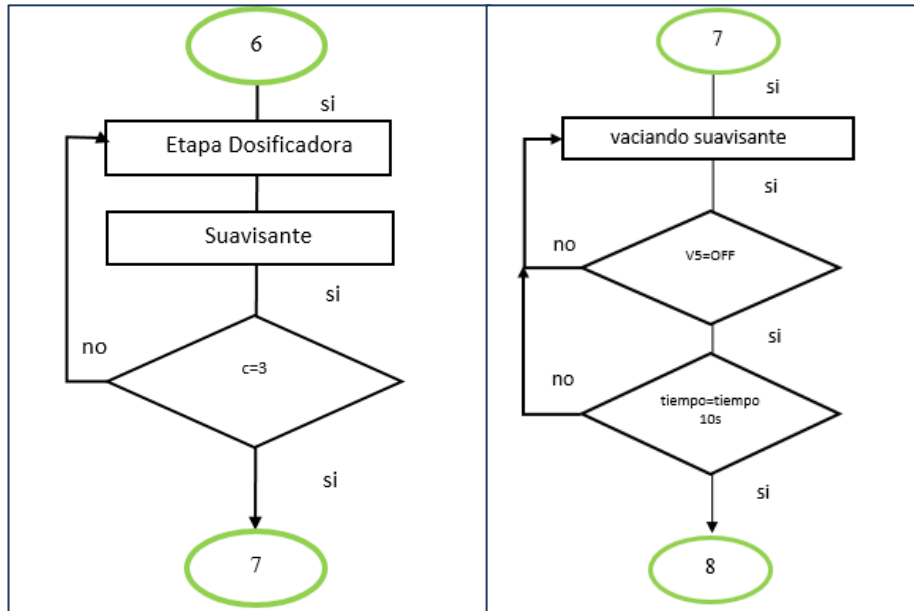 6
si
Etapa Dosificadora
Suavisante
si
no
c=3
si
7
7
si
vaciando suavisante
si
no
V5=OFF
si
no
tiempo=tiempo
10s
si
8